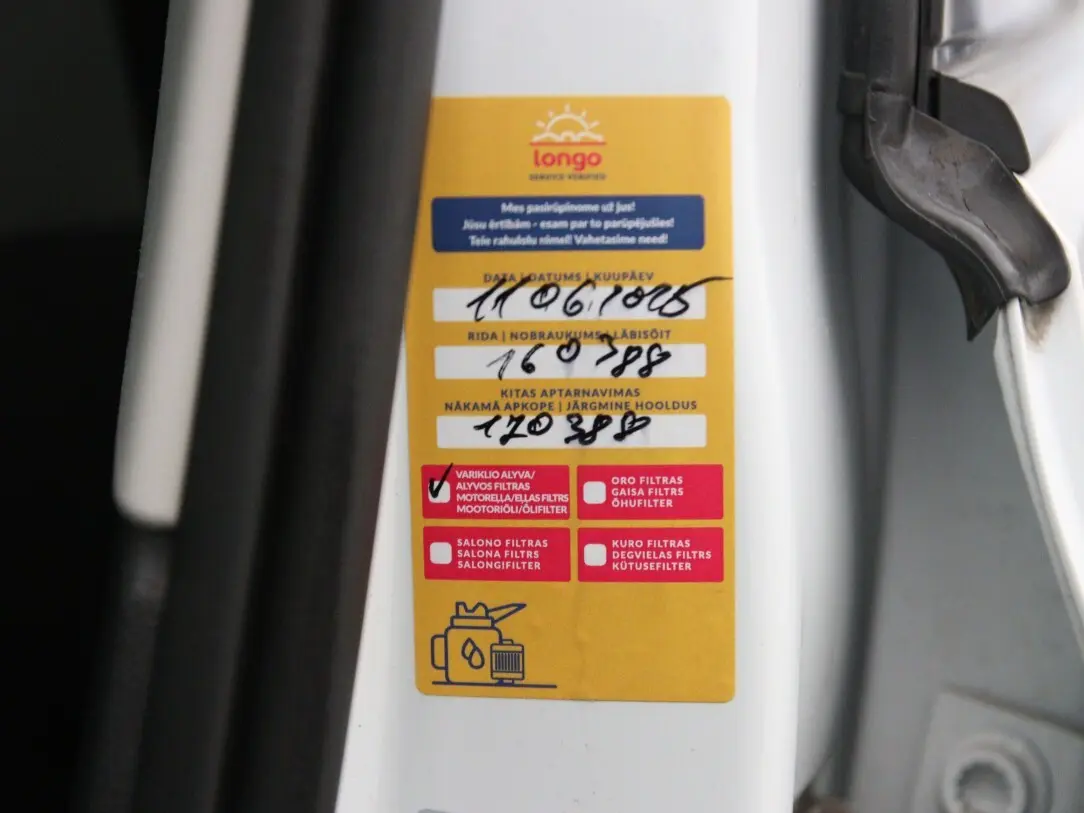 longo
SERVICE VERIFIED
Mes pasirūpinome už jus!
Jūsu ērtībām - esam par to parūpējušies!
Teie rahulolu nimel! Vahetasime need!
DATA | DATUMS | KUUPÄEV
11 06 2025
RIDA | NOBRAUKUMS | LÄBISÕIT
160388
KITAS APTARNAVIMAS
NĀKAMĀ APKOPE | JÄRGMINE HOOLDUS
170388
VARIKLIO ALYVA/
ALYVOS FILTRAS
MOTOREĻĻA/EĻĻAS FILTRS
MOOTORIÕLI/ÕLIFILTER
ORO FILTRAS
GAISA FILTRS
ÕHUFILTER
SALONO FILTRAS
SALONA FILTRS
SALONGIFILTER
KURO FILTRAS
DEGVIELAS FILTRS
KÜTUSEFILTER